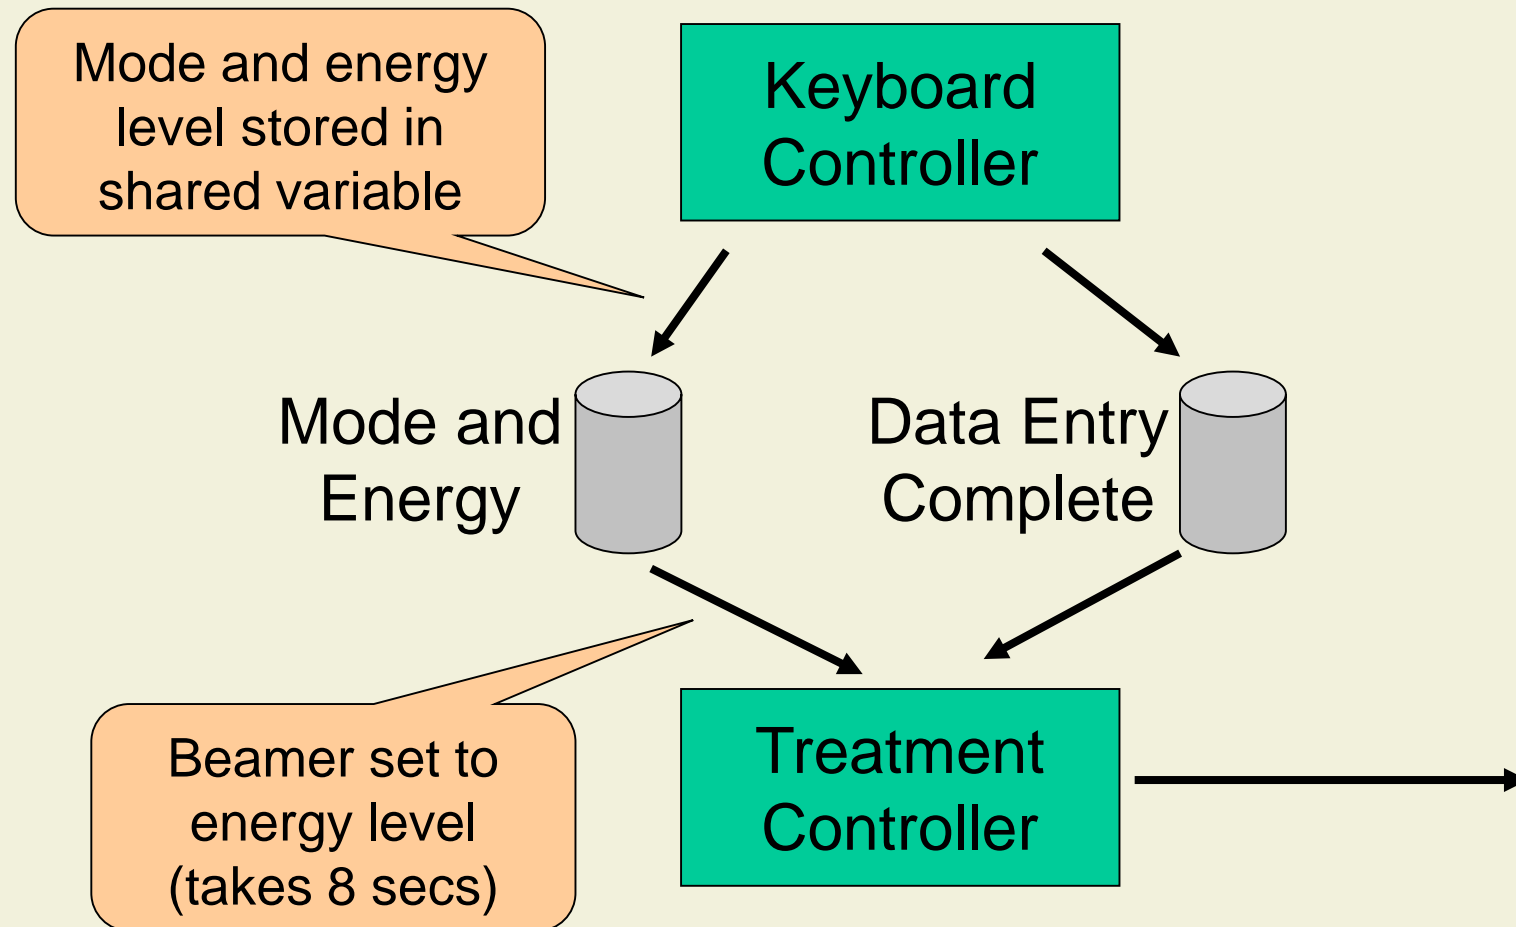 Mode and energy
level stored in
shared variable
Keyboard
Controller
Mode and
Energy
Data Entry
Complete
Beamer set to
energy level
(takes 8 secs)
Treatment
Controller